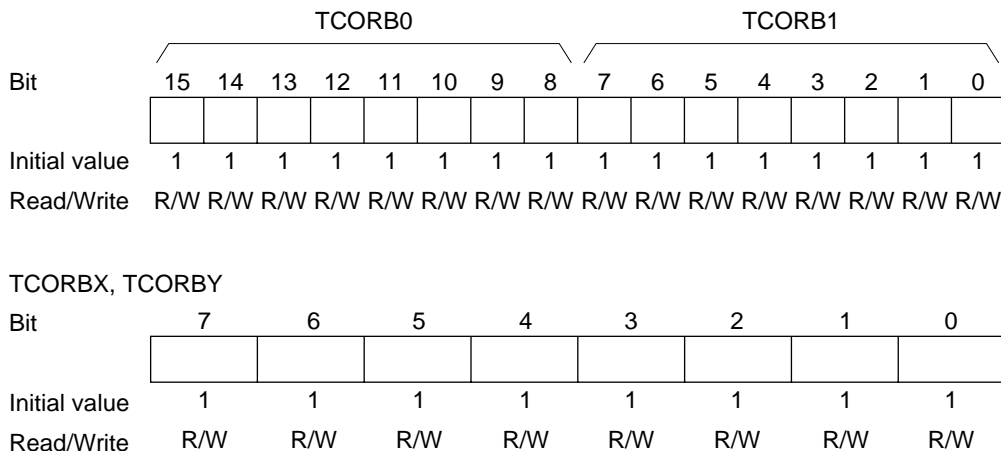 TCORB0 TCORB1
Bit 15 14 13 12 11 10 9 8 7 6 5 4 3 2 1 0
Initial value 1 1 1 1 1 1 1 1 1 1 1 1 1 1 1 1
Read/Write R/W R/W R/W R/W R/W R/W R/W R/W R/W R/W R/W R/W R/W R/W R/W R/W
TCORBX, TCORBY
Bit 7 6 5 4 3 2 1 0
Initial value 1 1 1 1 1 1 1 1
Read/Write R/W R/W R/W R/W R/W R/W R/W R/W